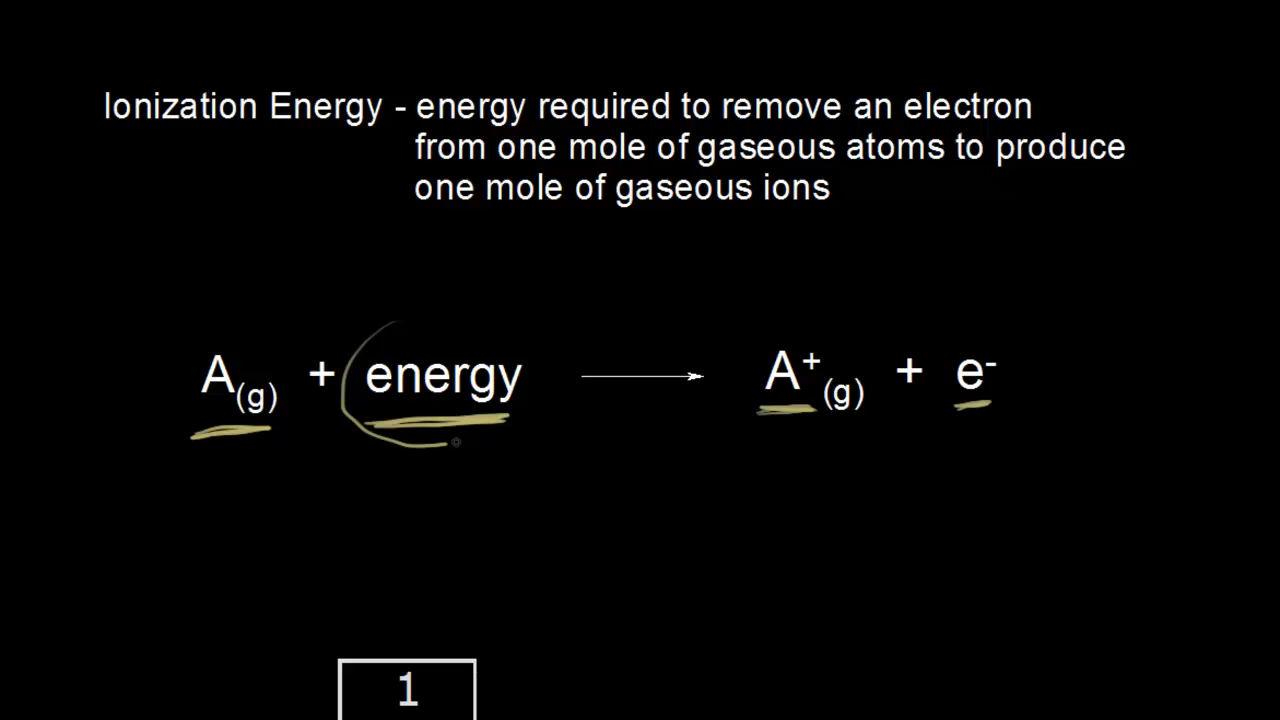 Ionization Energy - energy required to remove an electron
from one mole of gaseous atoms to produce
one mole of gaseous ions
A(g) + energy ⟶ A⁺(g) + e⁻
1